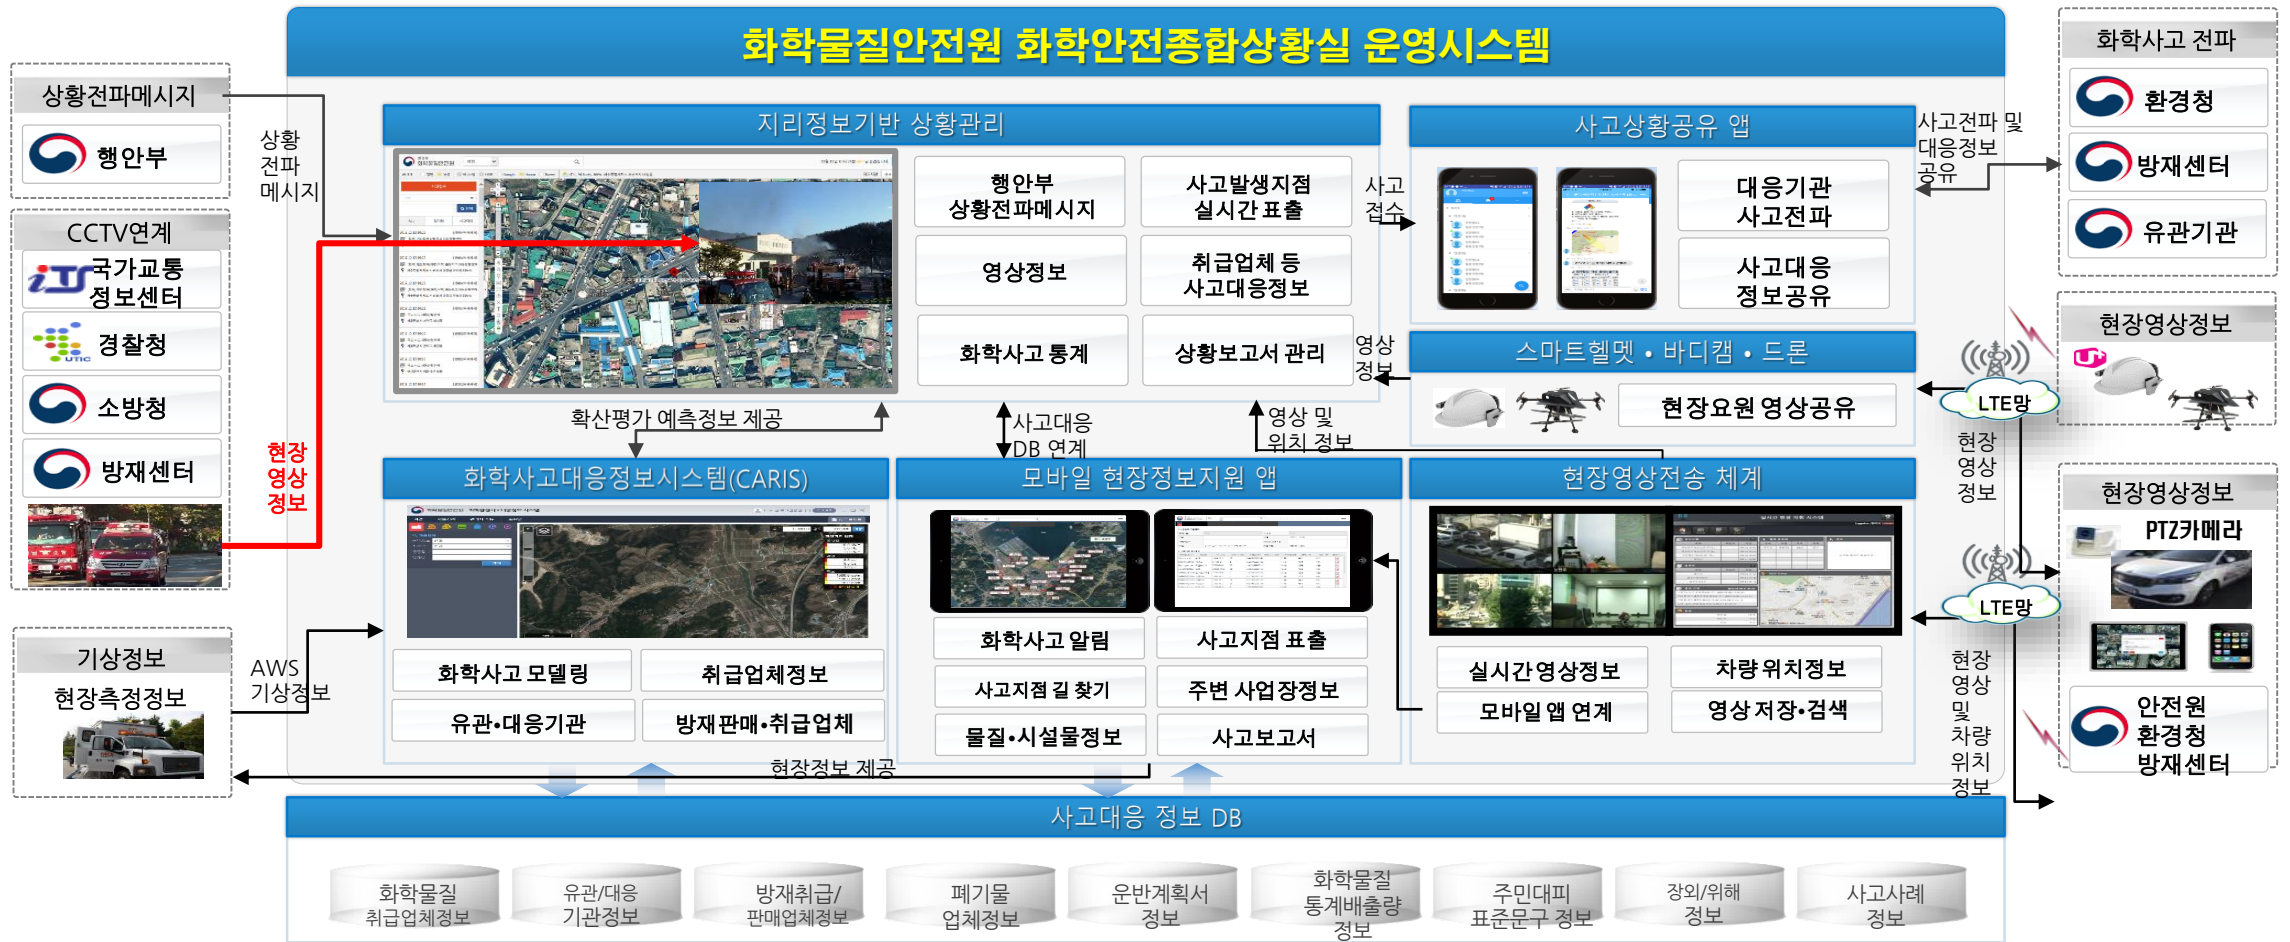 화학물질안전원 화학안전종합상황실 운영시스템
상황전파메시지
행안부
상황
전파
메시지
CCTV연계
국가교통
정보센터
UTIC
경찰청
소방청
방재센터
현장
영상
정보
기상정보
현장측정정보
AWS
기상정보
지리정보기반 상황관리
행안부
상황전파메시지
사고발생지점
실시간 표출
영상정보
취급업체 등
사고대응정보
화학사고 통계
상황보고서 관리
사고
접수
영상
정보
사고상황공유 앱
대응기관
사고전파
사고대응
정보공유
사고전파 및
대응정보
공유
스마트헬멧 • 바디캠 • 드론
현장요원 영상공유
확산평가 예측정보 제공
사고대응
DB 연계
영상 및
위치 정보
화학사고대응정보시스템(CARIS)
화학사고 모델링
취급업체정보
유관•대응기관
방재판매•취급업체
모바일 현장정보지원 앱
화학사고 알림
사고지점 표출
사고지점 길 찾기
주변 사업장정보
물질•시설물정보
사고보고서
현장영상전송 체계
실시간 영상정보
차량 위치정보
모바일 앱 연계
영상 저장•검색
현장정보 제공
화학사고 전파
환경청
방재센터
유관기관
현장영상정보
U+
LTE망
현장
영상
정보
현장영상정보
PTZ카메라
LTE망
현장
영상
및
차량
위치
정보
안전원
환경청
방재센터
사고대응 정보 DB
화학물질
취급업체정보
유관/대응
기관정보
방재취급/
판매업체정보
폐기물
업체정보
운반계획서
정보
화학물질
통계배출량
정보
주민대피
표준문구 정보
장외/위해
정보
사고사례
정보